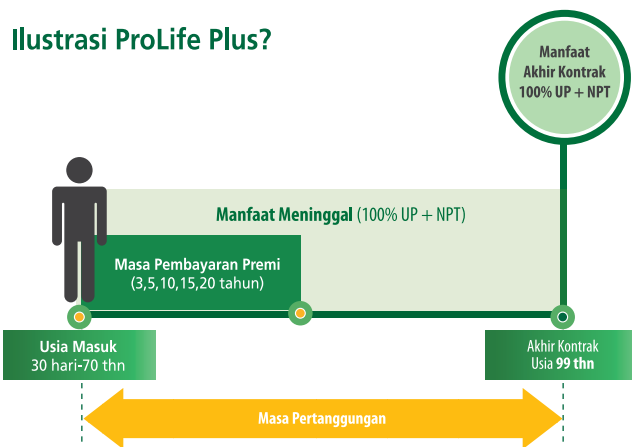 Ilustrasi ProLife Plus?
Manfaat
Akhir Kontrak
100% UP + NPT
Manfaat Meninggal (100% UP + NPT)
Masa Pembayaran Premi
(3,5,10,15,20 tahun)
Usia Masuk
30 hari-70 thn
Akhir Kontrak
Usia 99 thn
Masa Pertanggungan